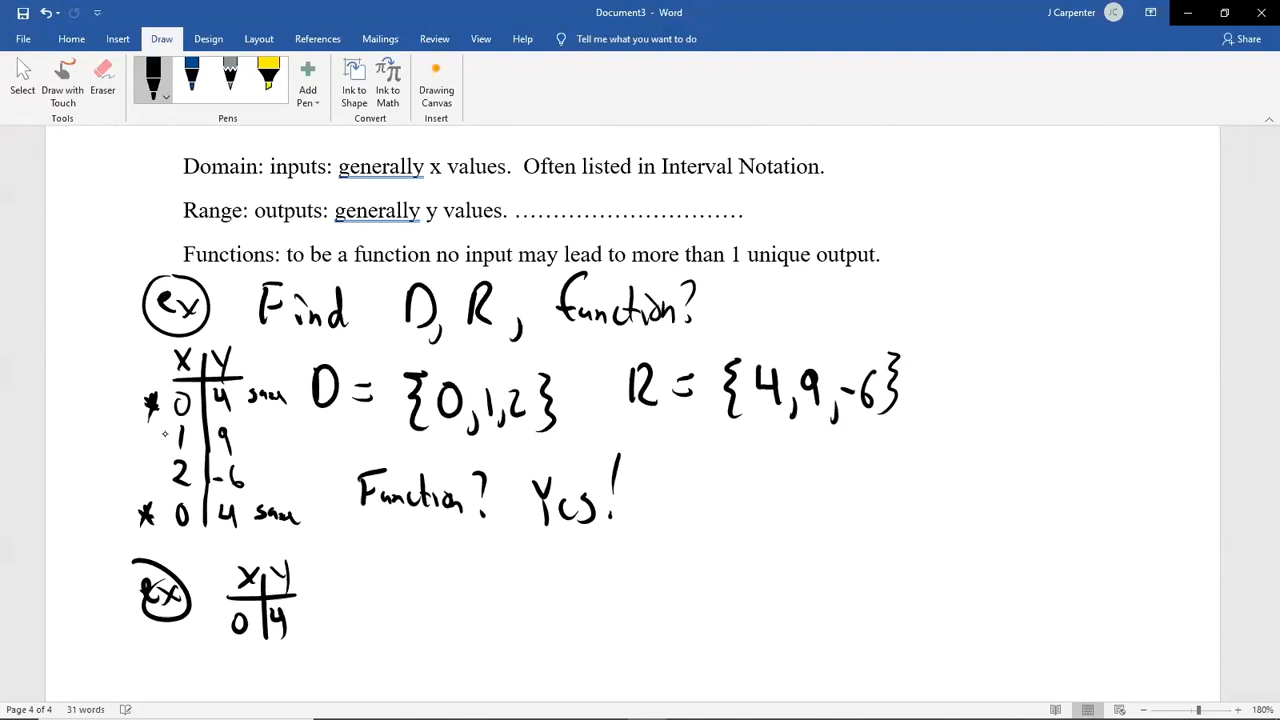 Document3 - Word
J Carpenter JC
File Home Insert Draw Design Layout References Mailings Review View Help Tell me what you want to do Share
Select Draw with Touch Eraser Add Pen Ink to Shape Ink to Math Drawing Canvas
Tools Pens Convert Insert
Domain: inputs: generally x values. Often listed in Interval Notation.
Range: outputs: generally y values. …………………………
Functions: to be a function no input may lead to more than 1 unique output.
ex Find D, R, function?
X Y
D = {0,1,2} R = {4,9,-6}
* 0 4 same
1 9
2 -6
Function? Yes!
* 0 4 same
ex X Y
0 4
Page 4 of 4 31 words 180%